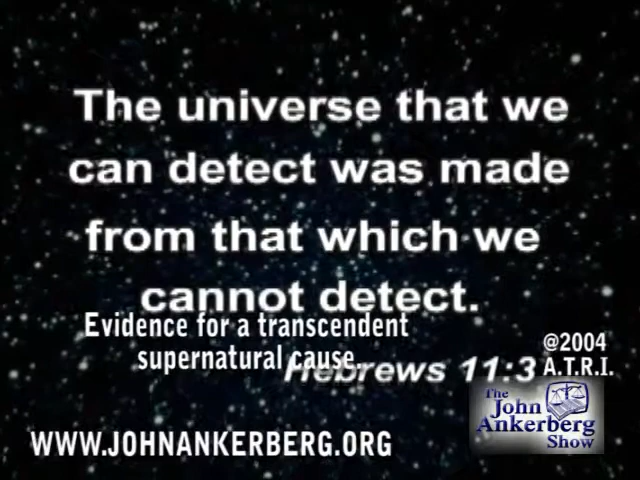 The universe that we
can detect was made
from that which we
cannot detect.
Evidence for a transcendent
supernatural cause.
Hebrews 11:3
@2004
A.T.R.I.
The
John
Ankerberg
Show
WWW.JOHNANKERBERG.ORG